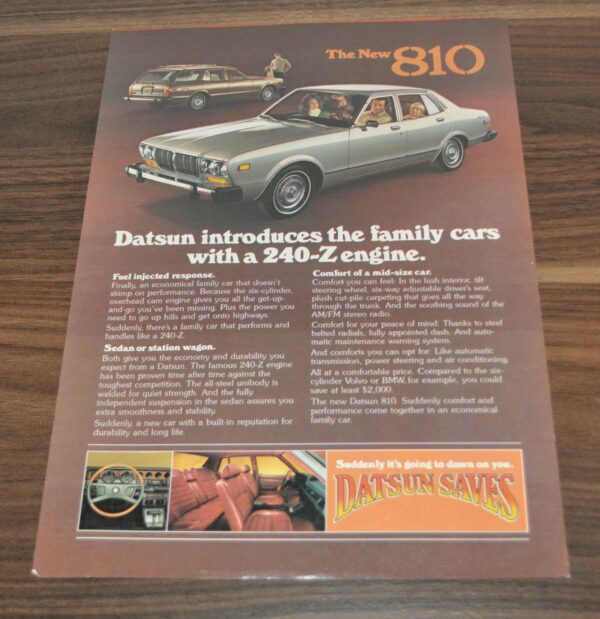 The New 810
Datsun introduces the family cars
with a 240-Z engine.
Fuel injected response.
Finally, an economical family car that doesn't
skimp on performance. Because the six-cylinder,
overhead cam engine gives you all the get-up-
and-go you've been missing. Plus the power you
need to go up hills and get onto highways.
Suddenly, there's a family car that performs and
handles like a 240-Z.
Sedan or station wagon.
Both give you the economy and durability you
expect from a Datsun. The famous 240-Z engine
has been proven time after time against the
toughest competition. The all-steel unibody is
welded for quiet strength. And the fully
independent suspension in the sedan assures you
extra smoothness and stability.
Suddenly, a new car with a built-in reputation for
durability and long life.
Comfort of a mid-size car.
Comfort you can feel: In the lush interior, tilt
steering wheel, six-way adjustable driver's seat,
plush cut-pile carpeting that goes all the way
through the trunk. And the soothing sound of the
AM/FM stereo radio.
Comfort for your peace of mind: Thanks to steel
belted radials, fully appointed dash. And auto-
matic maintenance warning system.
And comforts you can opt for: Like automatic
transmission, power steering and air conditioning.
All at a comfortable price. Compared to the six-
cylinder Volvo or BMW, for example, you could
save at least $2,000.
The new Datsun 810. Suddenly comfort and
performance come together in an economical
family car.
Suddenly it's going to dawn on you.
DATSUN SAVES